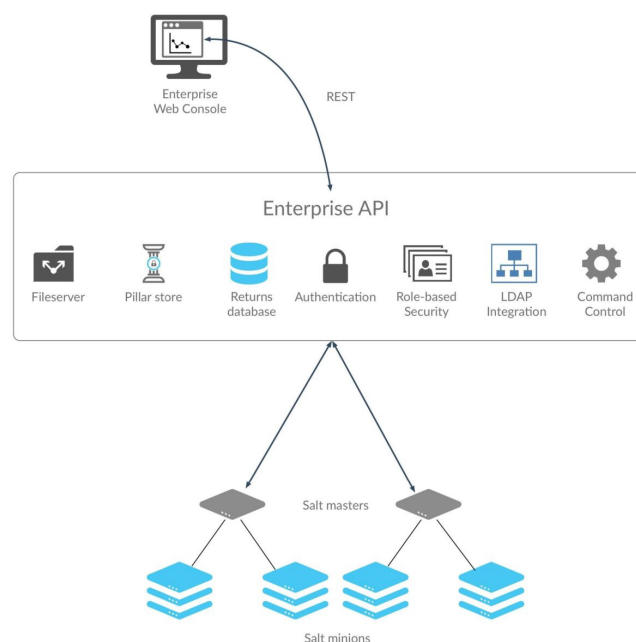 Enterprise
Web Console
REST
Enterprise API
Fileserver
Pillar store
Returns
database
Authentication
Role-based
Security
LDAP
Integration
Command
Control
Salt masters
Salt minions